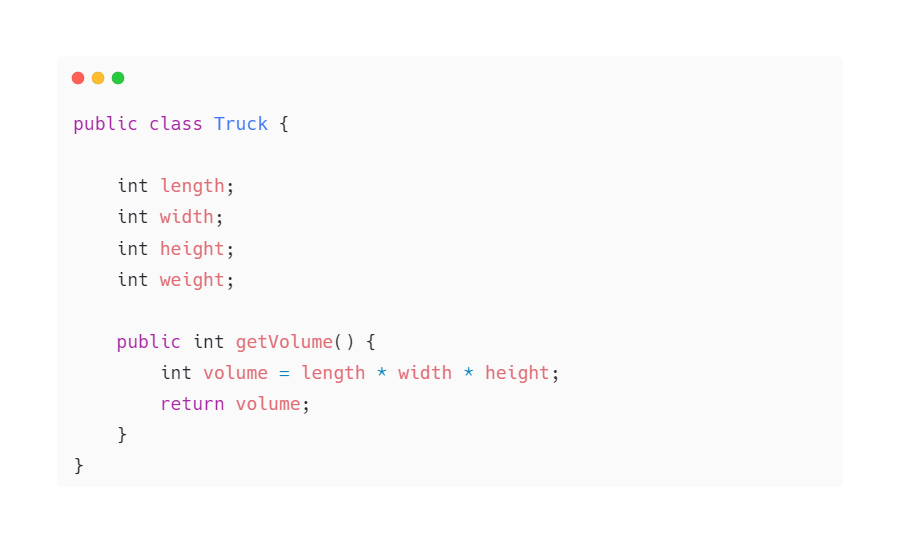 public class Truck {
int length;
int width;
int height;
int weight;
public int getVolume() {
int volume = length * width * height;
return volume;
}
}